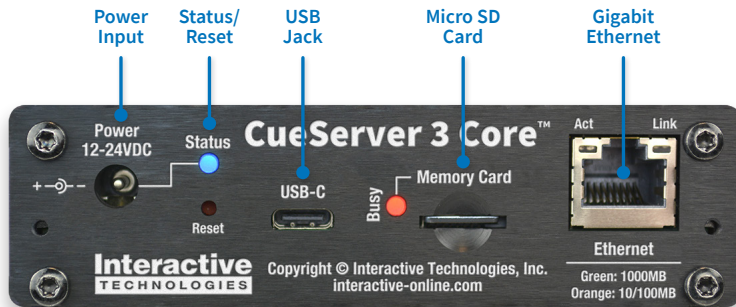 Power
Input
Status/
Reset
USB
Jack
Micro SD
Card
Gigabit
Ethernet
Power
12-24VDC
Status
CueServer 3 Core™
Act
Link
+ -
USB-C
Busy
Memory Card
Reset
Interactive
TECHNOLOGIES
Copyright © Interactive Technologies, Inc.
interactive-online.com
Ethernet
Green: 1000MB
Orange: 10/100MB